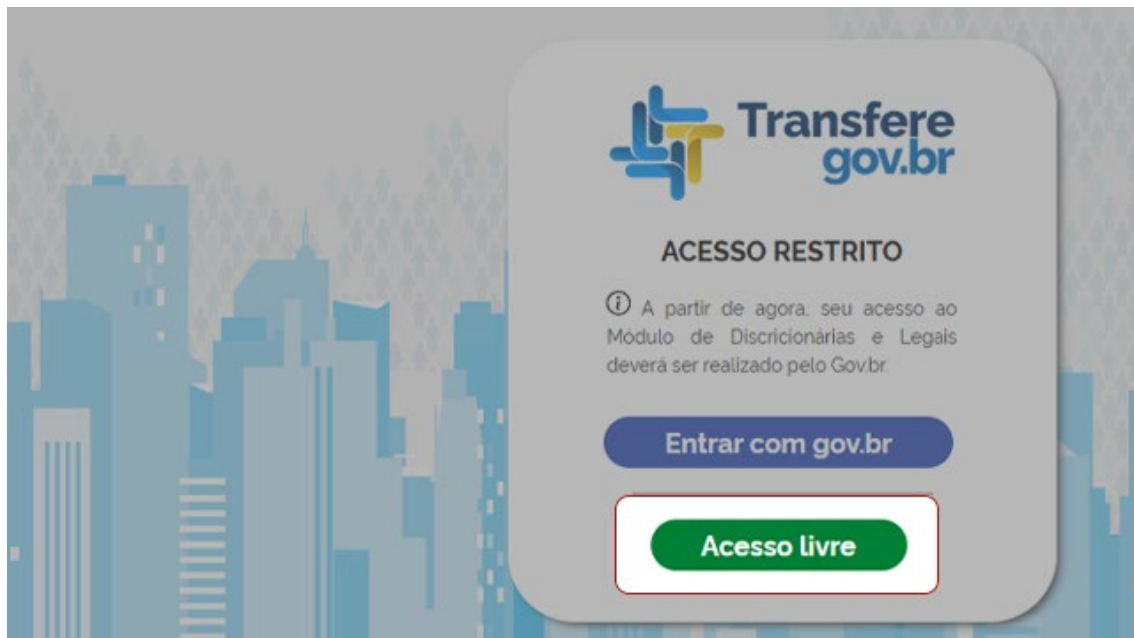 Transfere
gov.br
ACESSO RESTRITO
A partir de agora, seu acesso ao
Módulo de Discricionárias e Legais
deverá ser realizado pelo Gov.br.
Entrar com gov.br
Acesso livre